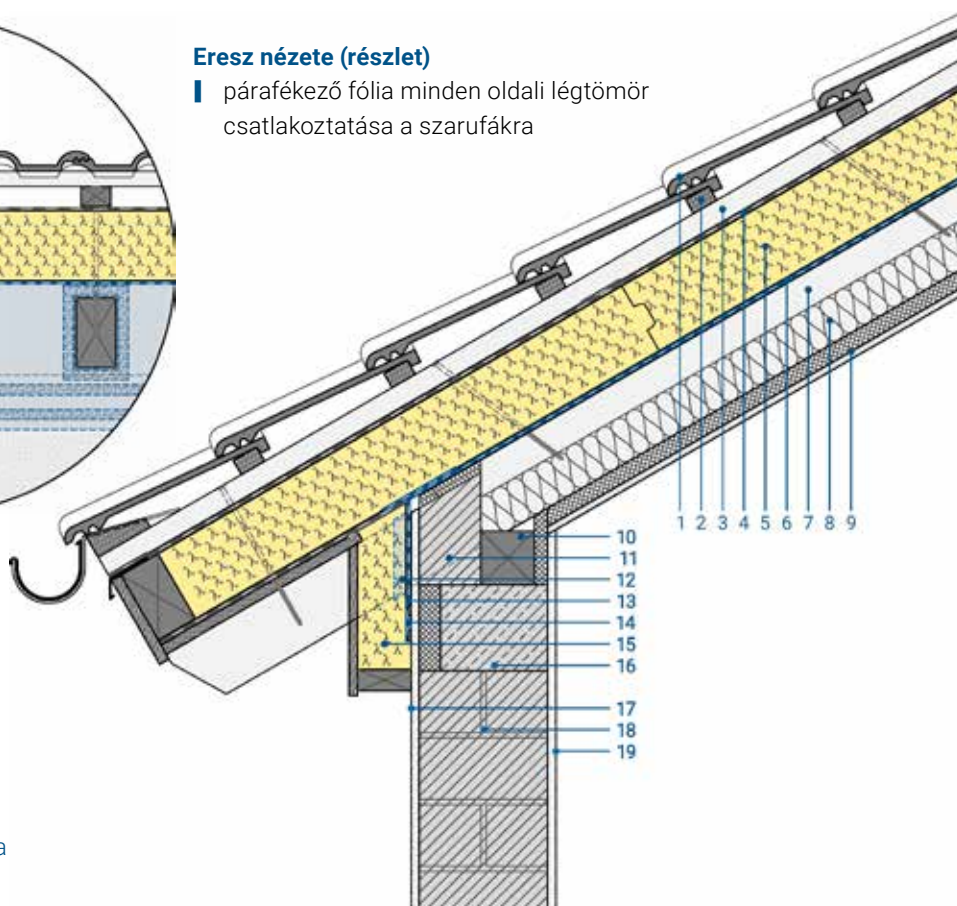 Eresz nézete (részlet)
párafékező fólia minden oldali légtömör
csatlakoztatása a szarufákra
1 2 3 4 5 6 7 8 9
10
11
12
13
14
15
16
17
18
19
a